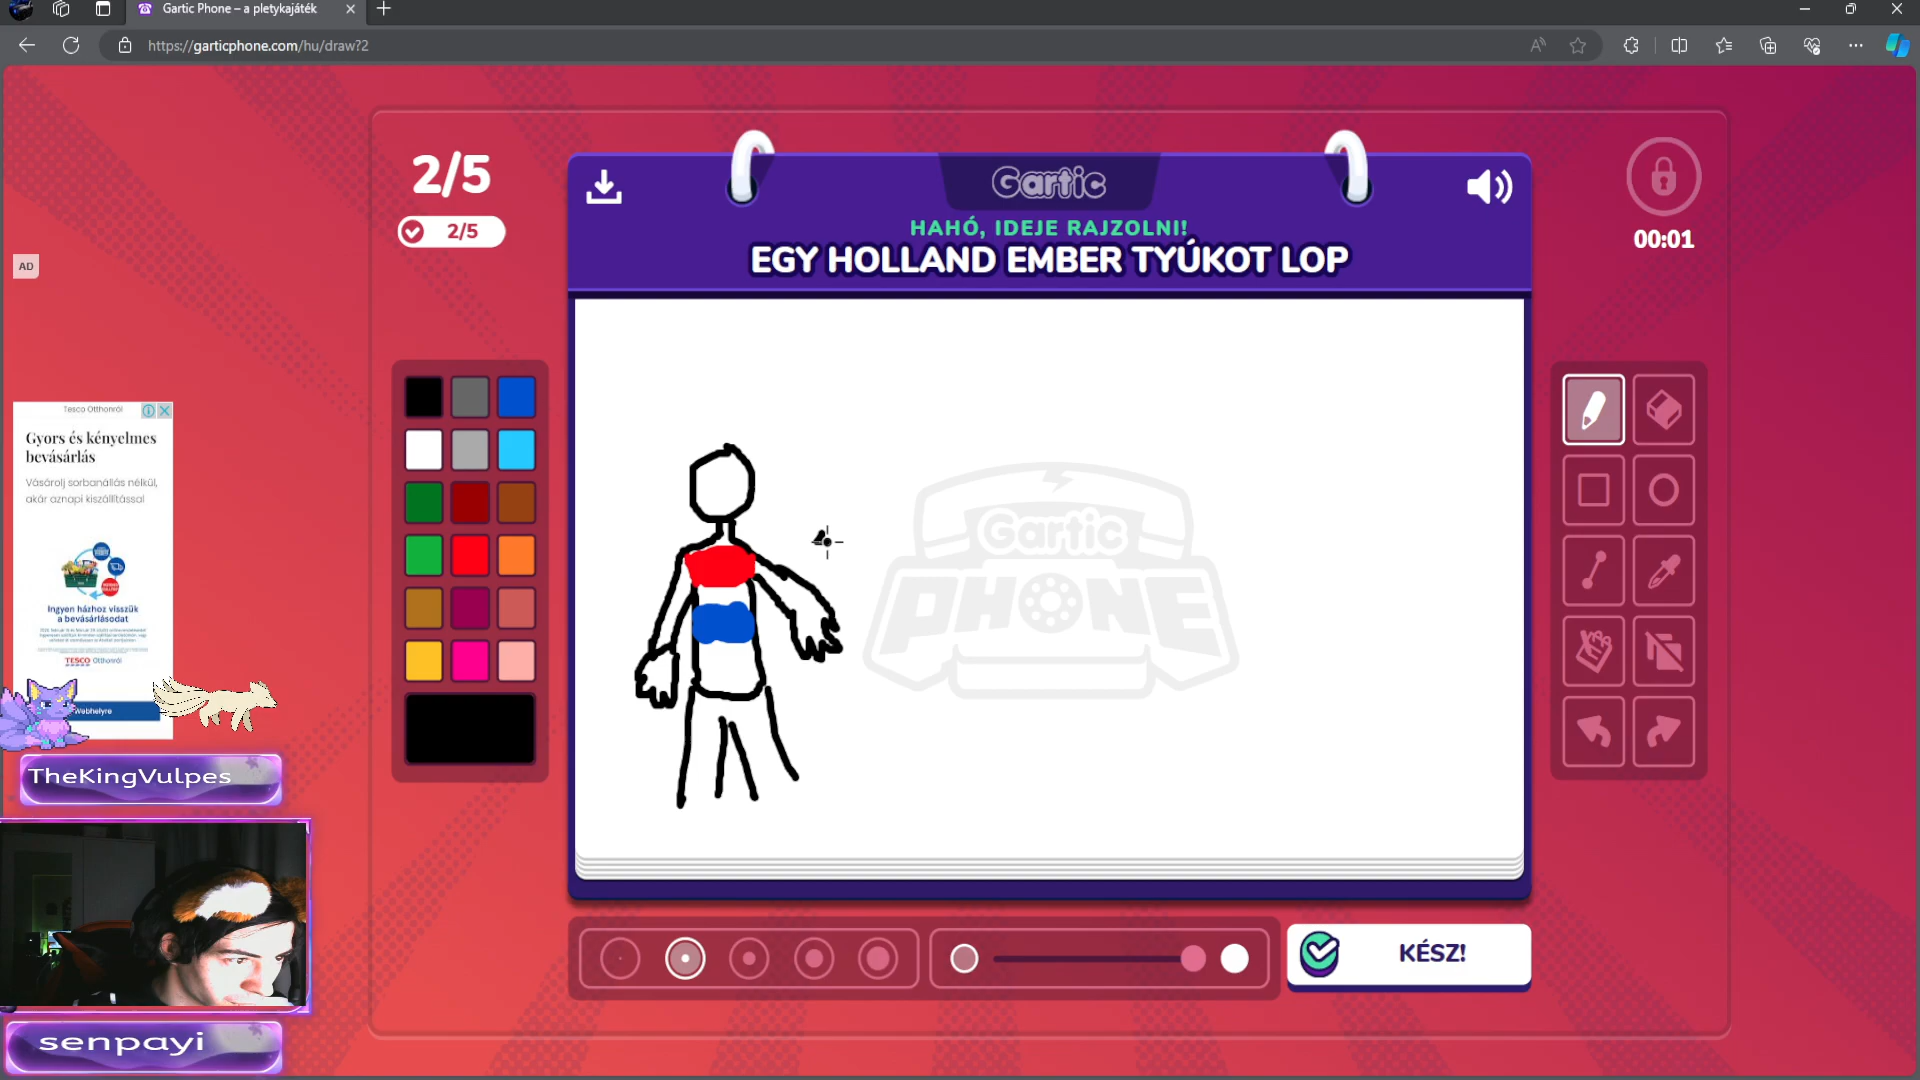 Gartic Phone – a pletykajáték
https://garticphone.com/hu/draw?2
2/5
2/5
Gartic
HAHÓ, IDEJE RAJZOLNI!
EGY HOLLAND EMBER TYÚKOT LOP
00:01
AD
Tesco Otthonról
Gyors és kényelmes
bevásárlás
Vásárolj sorbanállás nélkül,
akár aznapi kiszállítással
Ingyen házhoz visszük
a bevásárlásodat
TESCO Otthonról
Webhelyre
Gartic
PHONE
TheKingVulpes
senpayi
KÉSZ!